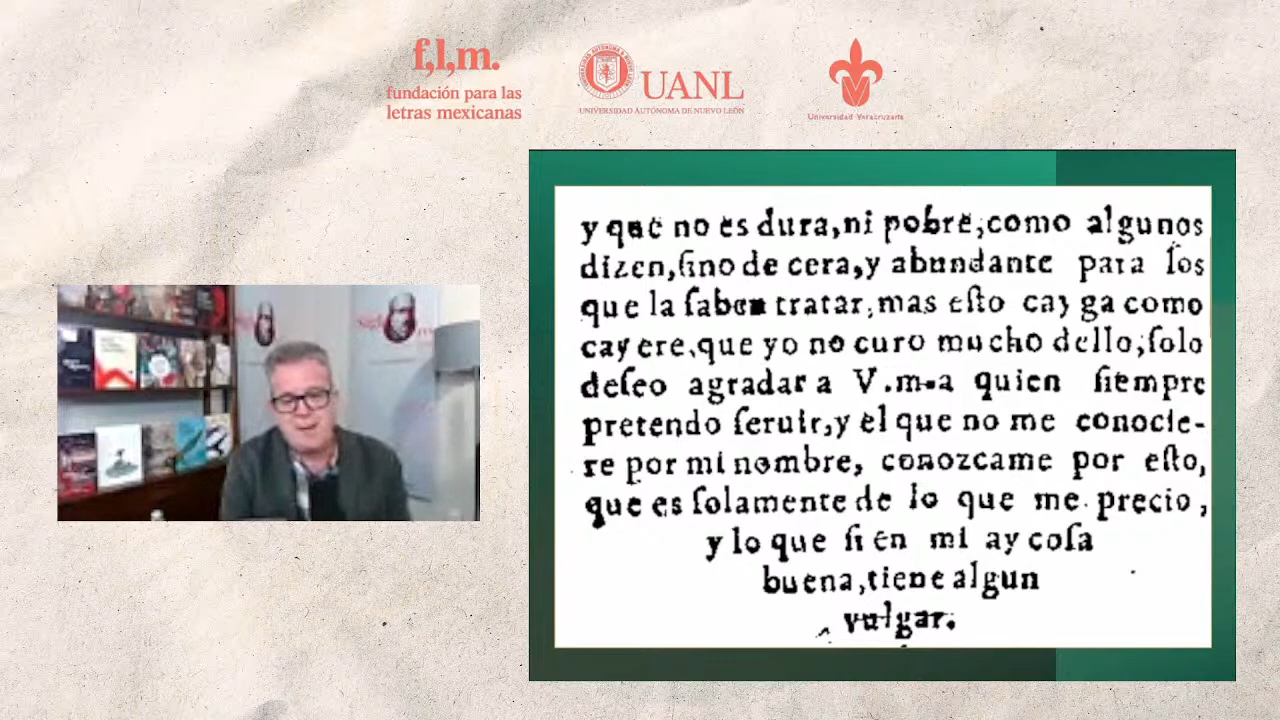 f,l,m.
fundación para las
letras mexicanas
UANL
UNIVERSIDAD AUTÓNOMA DE NUEVO LEÓN
Universidad Veracruzana
y que no es dura, ni pobre, como algunos
dizen, ſino de cera, y abundante para los
que la ſaben tratar, mas eſto cayga como
cayere, que yo no curo mucho dello, ſolo
deſeo agradar a V.m. a quien ſiempre
pretendo ſeruir, y el que no me conocie-
re por mi nombre, conozcame por eſto,
que es ſolamente de lo que me precio,
y lo que ſi en mi ay coſa
buena, tiene algun
vulgar.